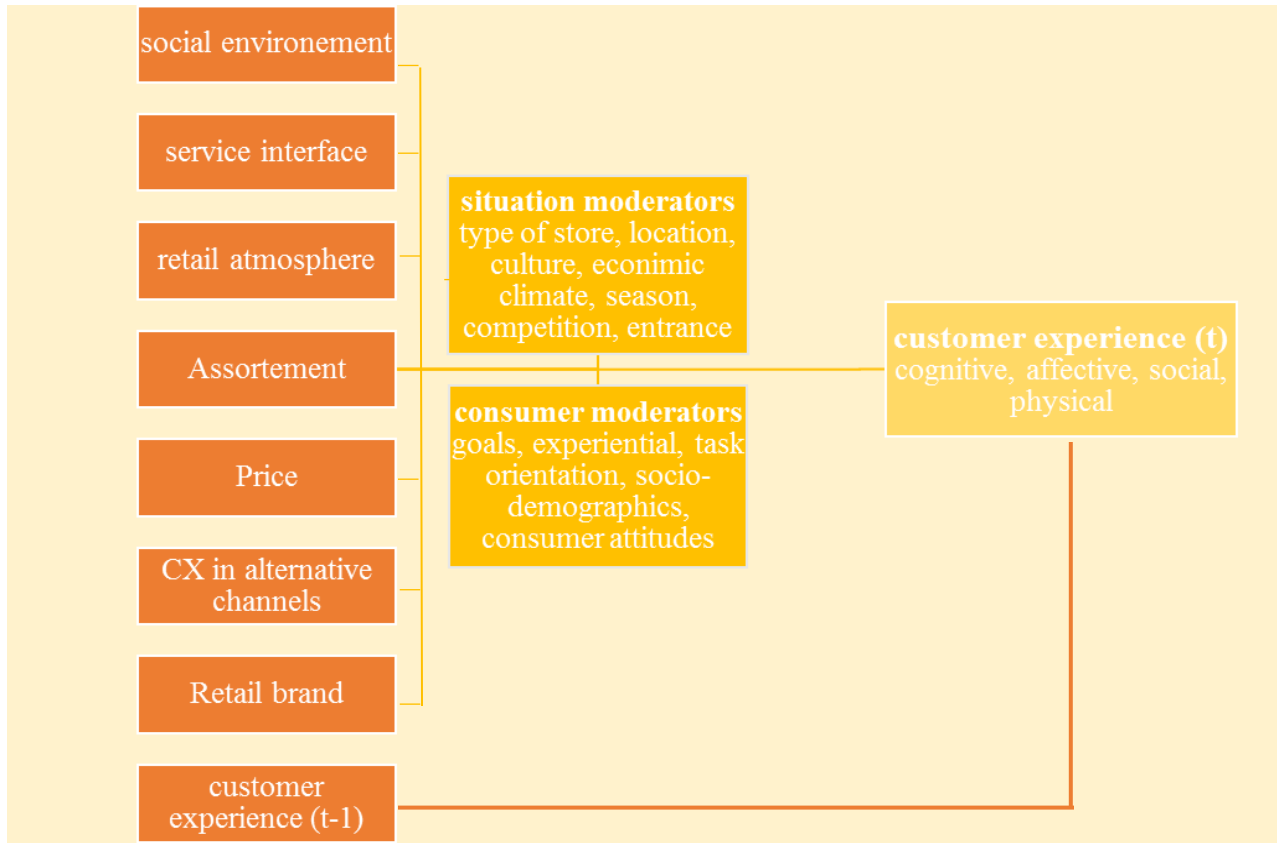 social environement
service interface
retail atmosphere
Assortement
Price
CX in alternative
channels
Retail brand
customer
experience (t-1)
situation moderators
type of store, location,
culture, econimic
climate, season,
competition, entrance
consumer moderators
goals, experiential, task
orientation, socio-
demographics,
consumer attitudes
customer experience (t)
cognitive, affective, social,
physical